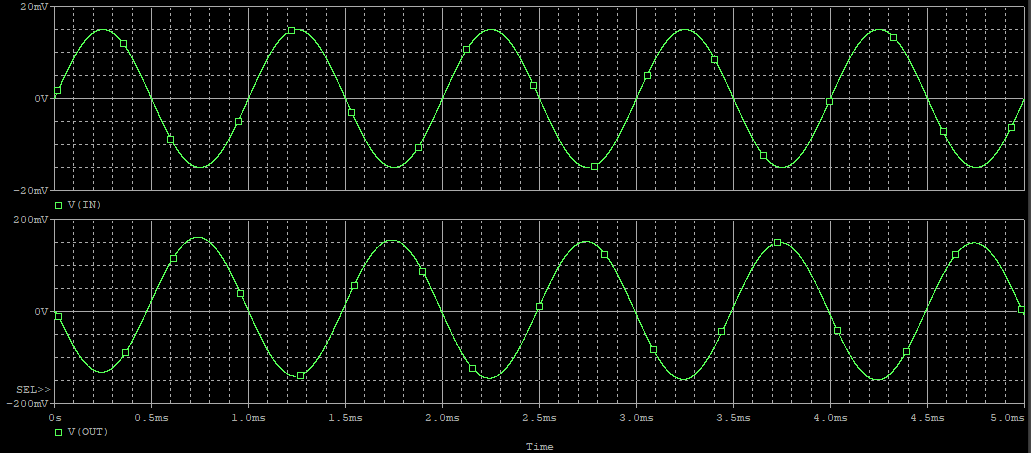 20mV
0V
-20mV
V(IN)
200mV
0V
SEL>>
-200mV
0s 0.5ms 1.0ms 1.5ms 2.0ms 2.5ms 3.0ms 3.5ms 4.0ms 4.5ms 5.0ms
V(OUT)
Time